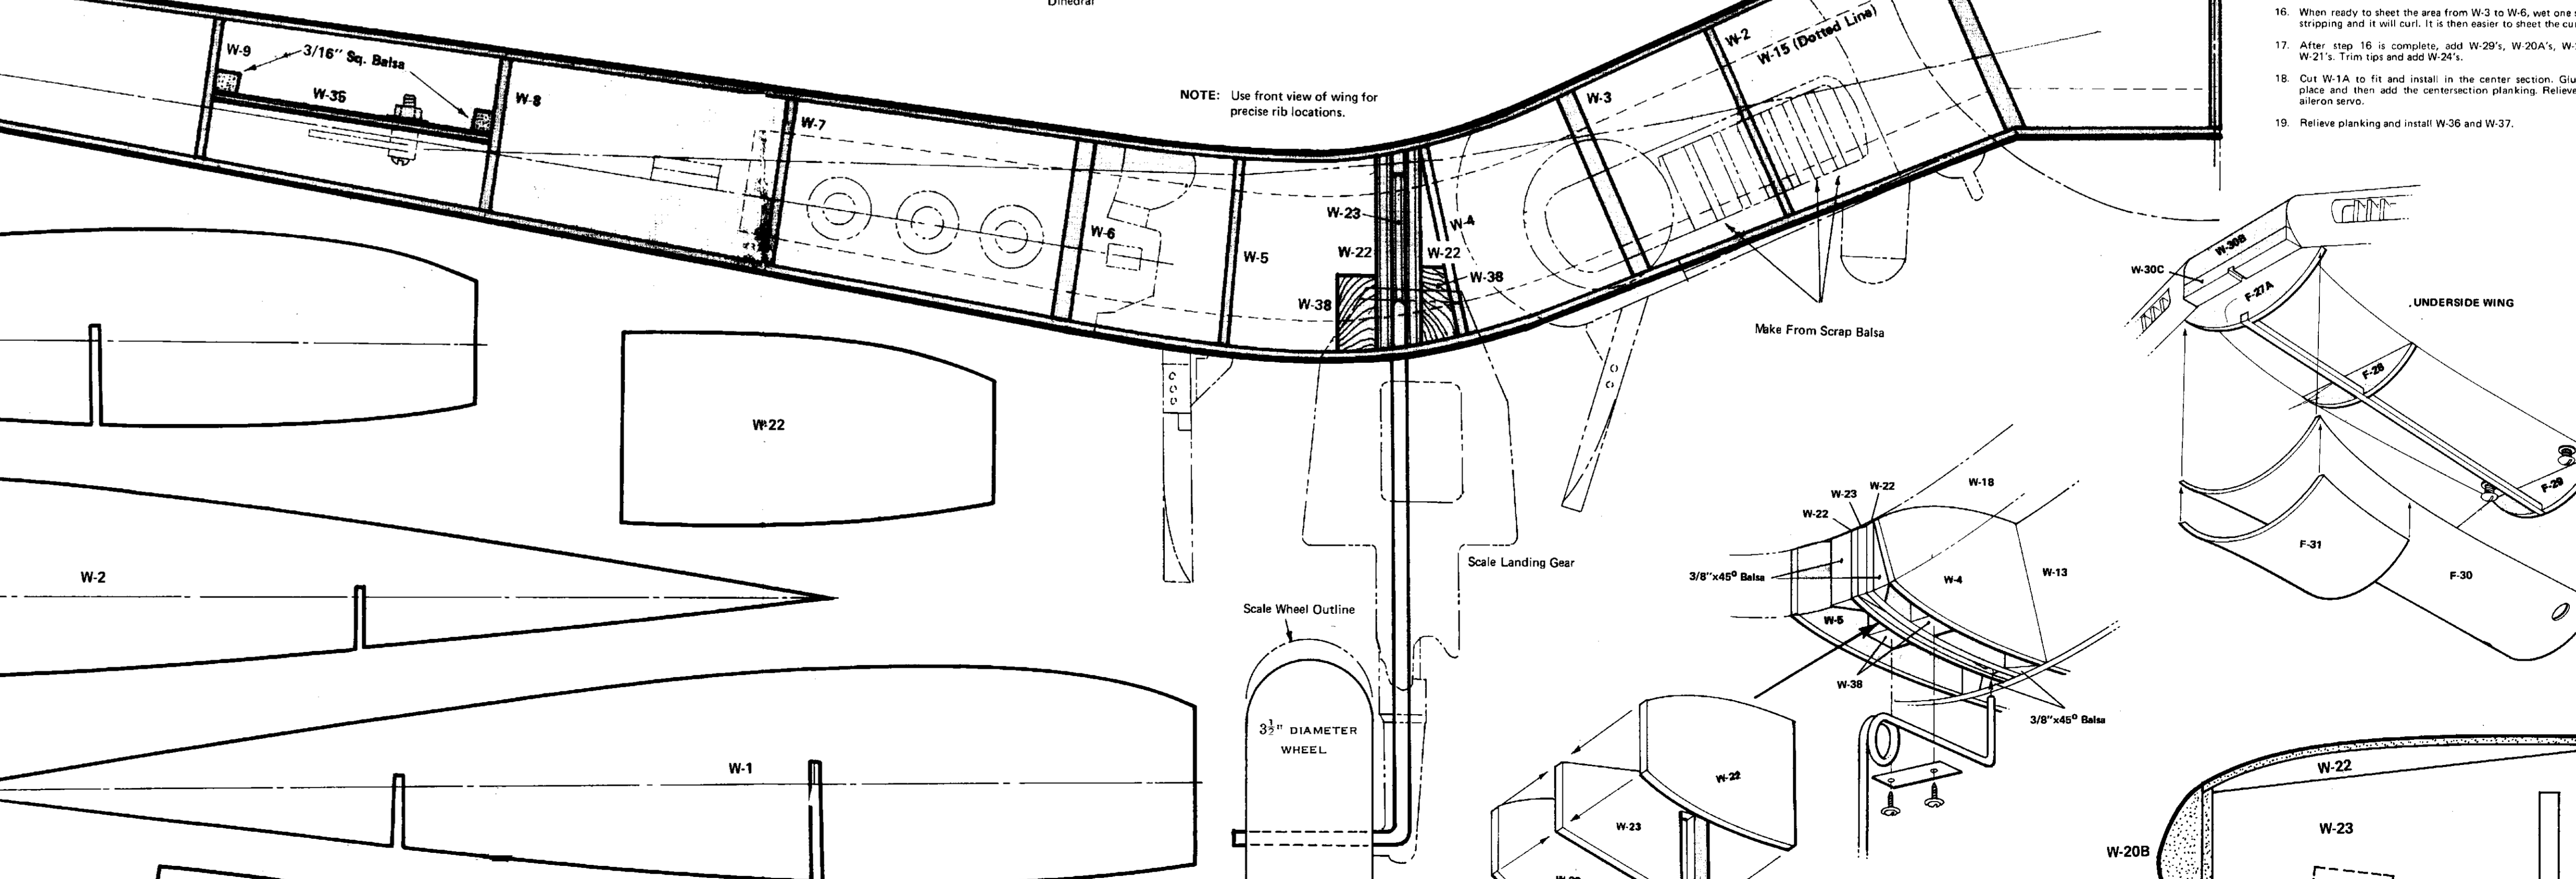 Dihedral
W-9
3/16" Sq. Balsa
W-36
W-8
W-7
W-6
W-5
NOTE: Use front view of wing for
precise rib locations.
W-23
W-22
W-38
W-4
W-22
W-38
W-3
W-2
W-15 (Dotted Line)
Make From Scrap Balsa
16. When ready to sheet the area from W-3 to W-6, wet one
stripping and it will curl. It is then easier to sheet the
17. After step 16 is complete, add W-29's, W-20A's,
W-21's. Trim tips and add W-24's.
18. Cut W-1A to fit and install in the center section.
place and then add the centersection planking. Relieve
aileron servo.
19. Relieve planking and install W-36 and W-37.
W-30B
W-30C
F-27A
UNDERSIDE WING
F-28
F-29
F-31
F-30
W-22
W-2
W-1
Scale Landing Gear
Scale Wheel Outline
3½" DIAMETER
WHEEL
W-18
W-22
W-23
W-22
3/8"x45° Balsa
W-4
W-13
W-5
W-38
3/8"x45° Balsa
W-22
W-23
W-22
W-23
W-20B